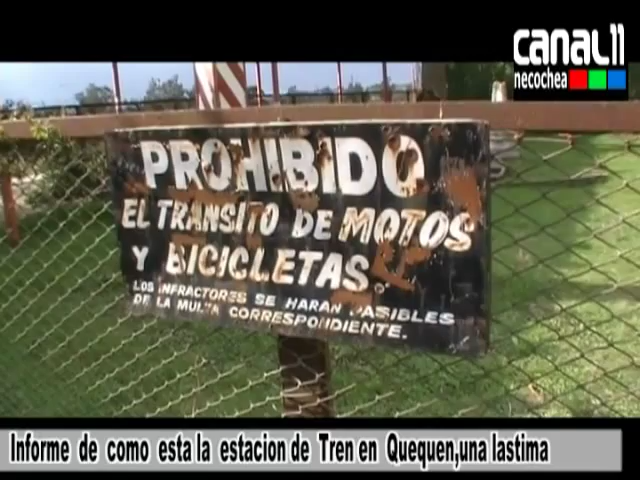 canal 11
necochea
PROHIBIDO
EL TRANSITO DE MOTOS
Y BICICLETAS.
LOS INFRACTORES SE HARAN PASIBLES
DE LA MULTA CORRESPONDIENTE.
Informe de como esta la estacion de Tren en Quequen,una lastima